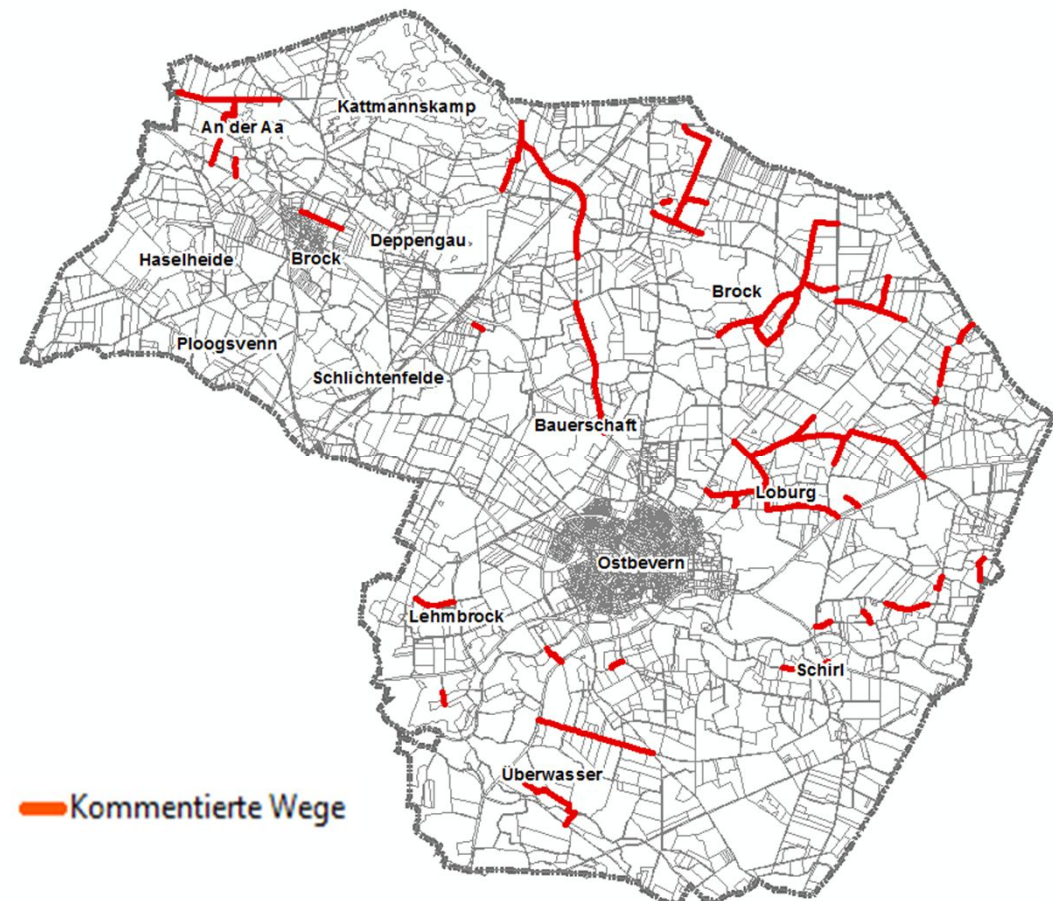 Kattmannskamp
An der Aa
Deppengau
Haselheide
Brock
Brock
Ploogsvenn
Schlichtenfelde
Bauerschaft
Loburg
Ostbevern
Lehmbrock
Schirl
Überwasser
Kommentierte Wege